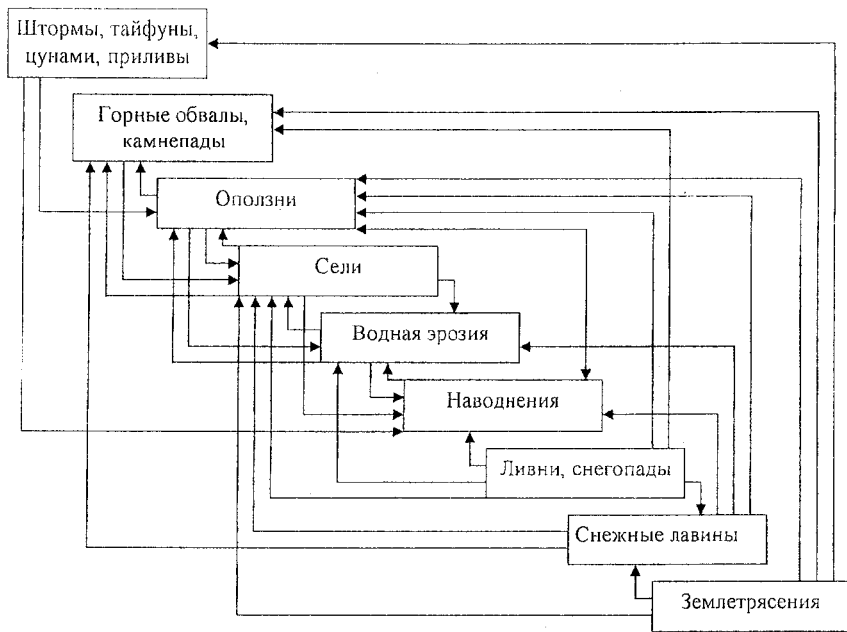 Штормы, тайфуны,
цунами, приливы
Горные обвалы,
камнепады
Оползни
Сели
Водная эрозия
Наводнения
Ливни, снегопады
Снежные лавины
Землетрясения